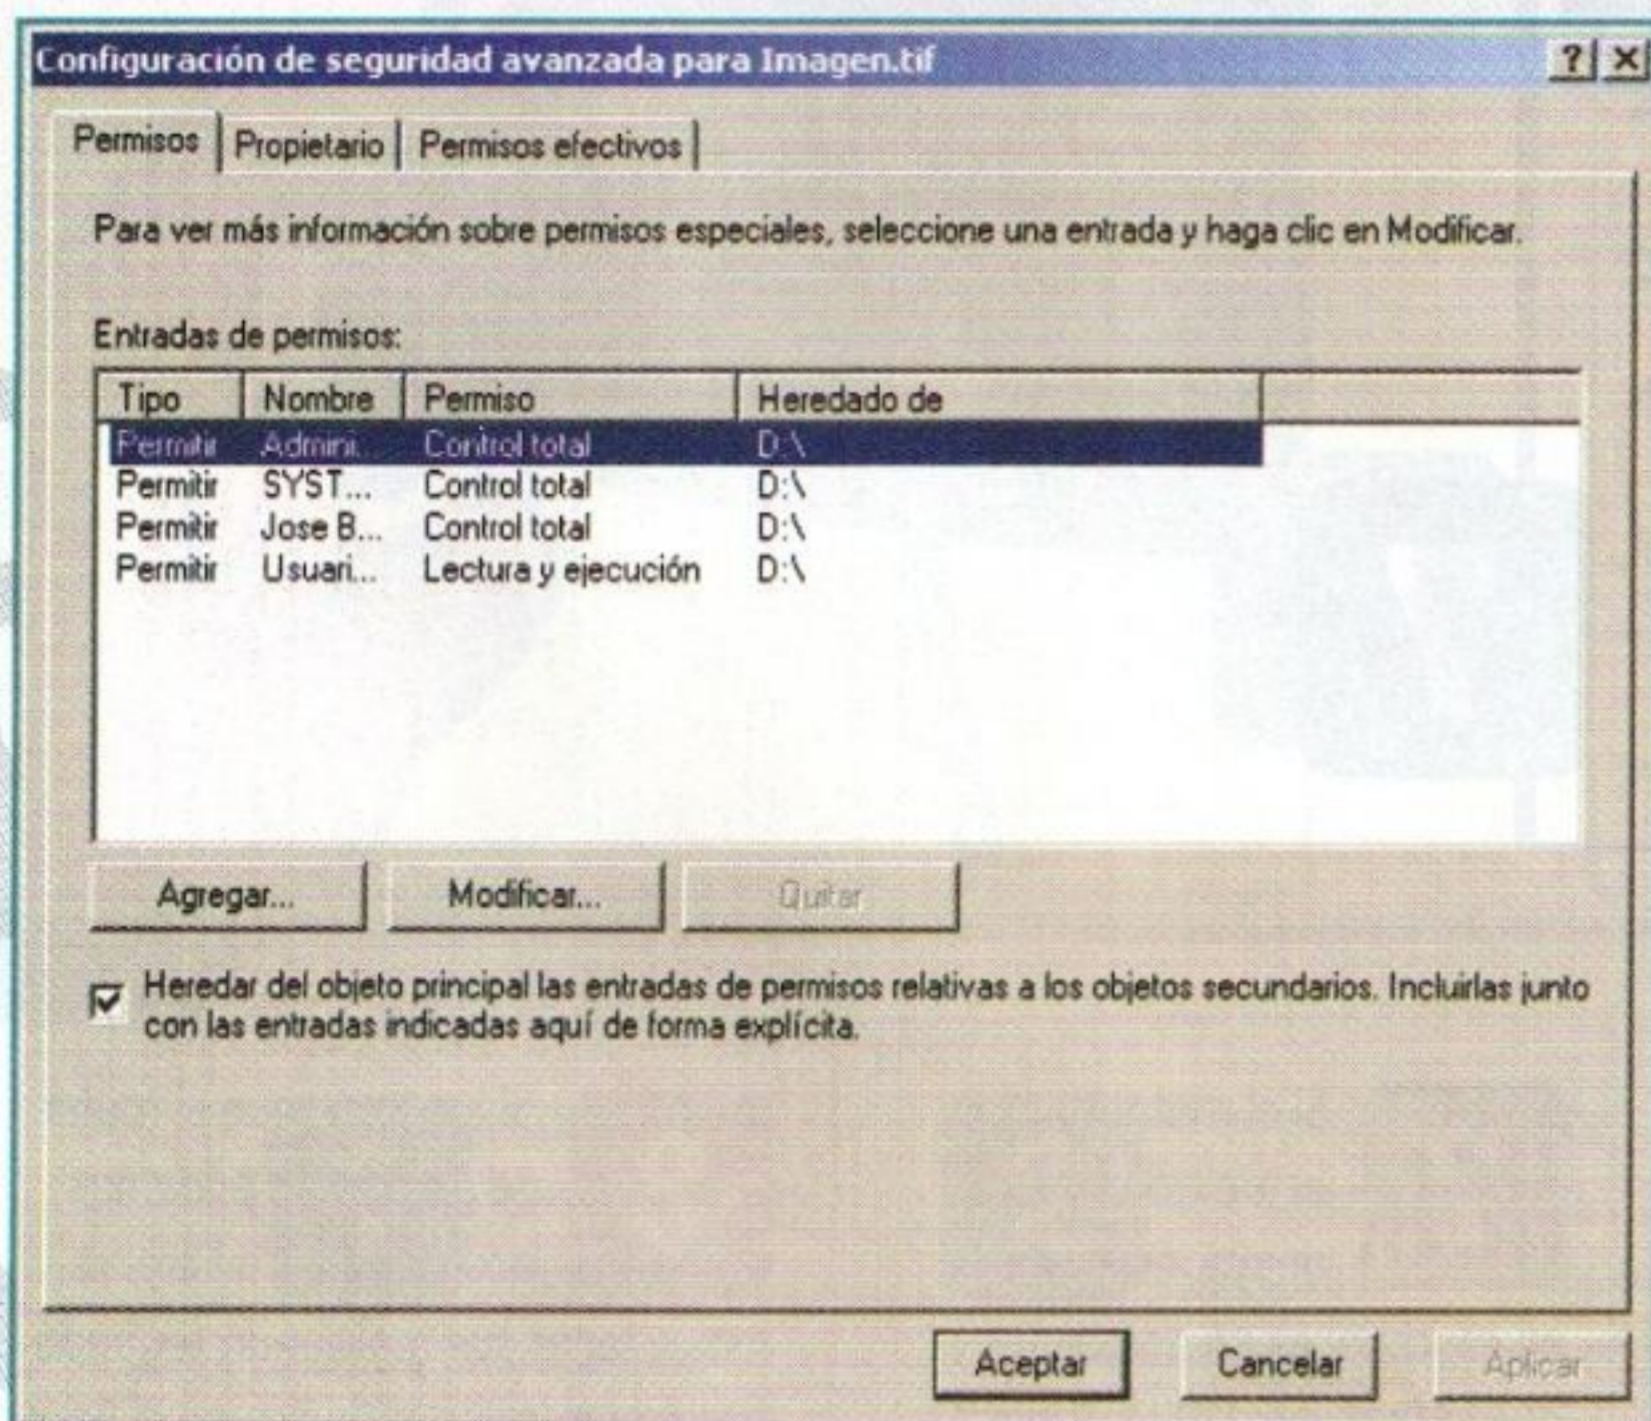 Configuración de seguridad avanzada para Imagen.tif
Permisos Propietario Permisos efectivos
Para ver más información sobre permisos especiales, seleccione una entrada y haga clic en Modificar.
Entradas de permisos:
Tipo Nombre Permiso Heredado de
Permitir Admini... Control total D:\
Permitir SYST... Control total D:\
Permitir Jose B... Control total D:\
Permitir Usuari... Lectura y ejecución D:\
Agregar... Modificar... Quitar
Heredar del objeto principal las entradas de permisos relativas a los objetos secundarios. Incluirlas junto
con las entradas indicadas aquí de forma explícita.
Aceptar Cancelar Aplicar